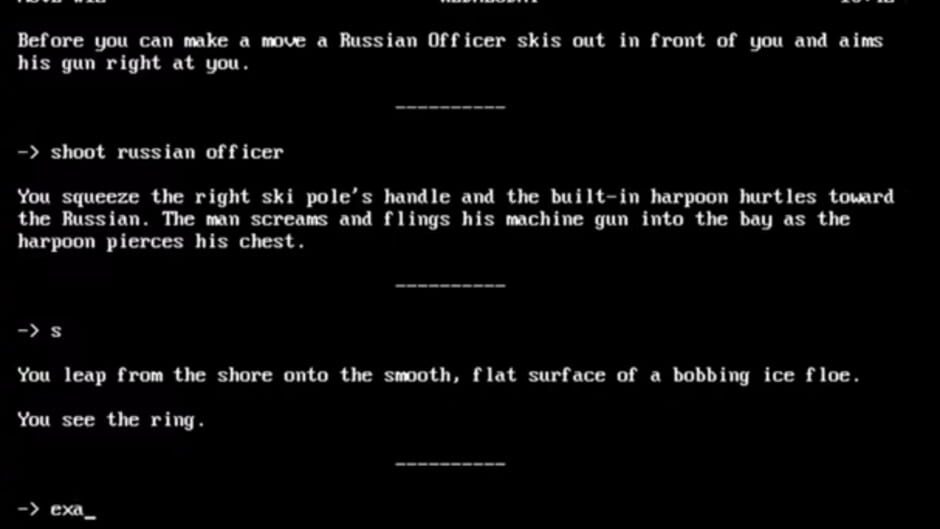 Before you can make a move a Russian Officer skis out in front of you and aims
his gun right at you.
----------
-> shoot russian officer
You squeeze the right ski pole's handle and the built-in harpoon hurtles toward
the Russian. The man screams and flings his machine gun into the bay as the
harpoon pierces his chest.
----------
-> s
You leap from the shore onto the smooth, flat surface of a bobbing ice floe.
You see the ring.
----------
-> exa_